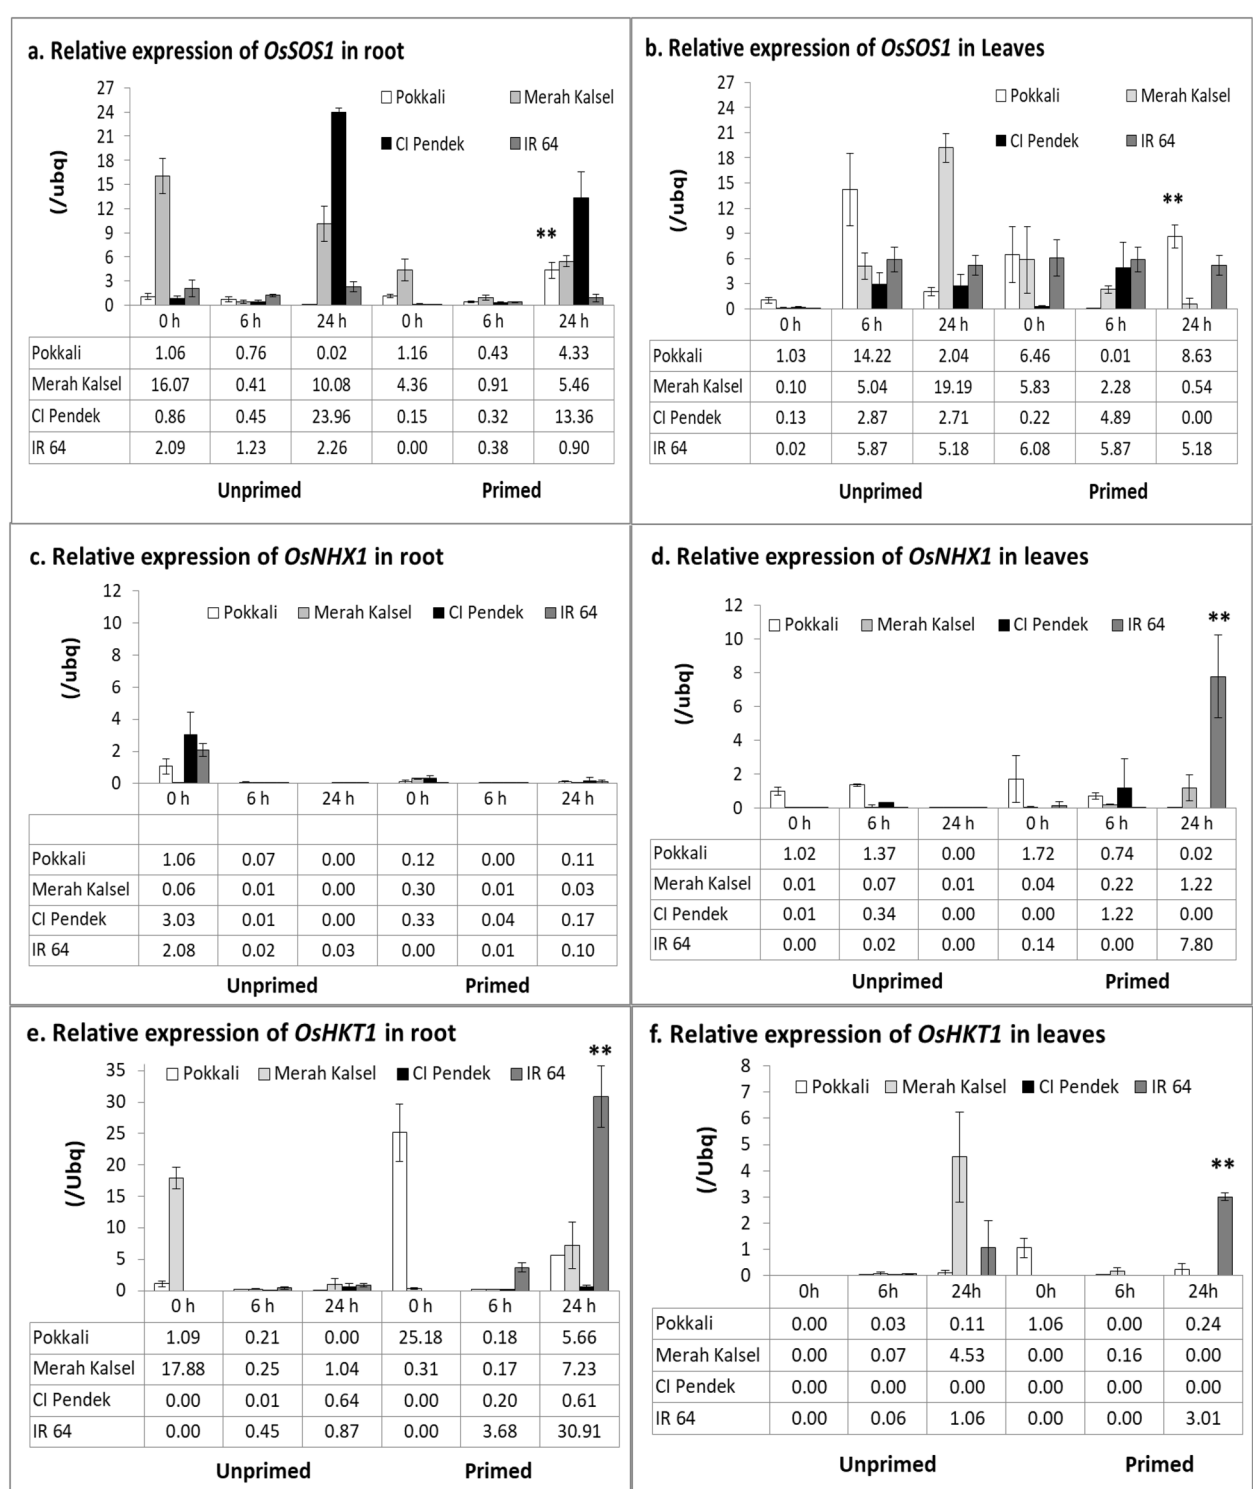 a. Relative expression of OsSOS1 in root
27
24
21
18
15
12
9
6
3
0
(/ubq)
Pokkali Merah Kalsel
CI Pendek IR 64
**
0 h 6 h 24 h 0 h 6 h 24 h
Pokkali 1.06 0.76 0.02 1.16 0.43 4.33
Merah Kalsel 16.07 0.41 10.08 4.36 0.91 5.46
CI Pendek 0.86 0.45 23.96 0.15 0.32 13.36
IR 64 2.09 1.23 2.26 0.00 0.38 0.90
Unprimed Primed
b. Relative expression of OsSOS1 in Leaves
27
24
21
18
15
12
9
6
3
0
(/ubq)
Pokkali Merah Kalsel
CI Pendek IR 64
**
0 h 6 h 24 h 0 h 6 h 24 h
Pokkali 1.03 14.22 2.04 6.46 0.01 8.63
Merah Kalsel 0.10 5.04 19.19 5.83 2.28 0.54
CI Pendek 0.13 2.87 2.71 0.22 4.89 0.00
IR 64 0.02 5.87 5.18 6.08 5.87 5.18
Unprimed Primed
c. Relative expression of OsNHX1 in root
12
10
8
6
4
2
0
(/ubq)
Pokkali Merah Kalsel CI Pendek IR 64
0 h 6 h 24 h 0 h 6 h 24 h
Pokkali 1.06 0.07 0.00 0.12 0.00 0.11
Merah Kalsel 0.06 0.01 0.00 0.30 0.01 0.03
CI Pendek 3.03 0.01 0.00 0.33 0.04 0.17
IR 64 2.08 0.02 0.03 0.00 0.01 0.10
Unprimed Primed
d. Relative expression of OsNHX1 in leaves
12
10
8
6
4
2
0
(/ubq)
Pokkali Merah Kalsel CI Pendek IR 64
**
0 h 6 h 24 h 0 h 6 h 24 h
Pokkali 1.02 1.37 0.00 1.72 0.74 0.02
Merah Kalsel 0.01 0.07 0.01 0.04 0.22 1.22
CI Pendek 0.01 0.34 0.00 0.00 1.22 0.00
IR 64 0.00 0.02 0.00 0.14 0.00 7.80
Unprimed Primed
e. Relative expression of OsHKT1 in root
35
30
25
20
15
10
5
0
(/Ubq)
Pokkali Merah Kalsel CI Pendek IR 64
**
0 h 6 h 24 h 0 h 6 h 24 h
Pokkali 1.09 0.21 0.00 25.18 0.18 5.66
Merah Kalsel 17.88 0.25 1.04 0.31 0.17 7.23
CI Pendek 0.00 0.01 0.64 0.00 0.20 0.61
IR 64 0.00 0.45 0.87 0.00 3.68 30.91
Unprimed Primed
f. Relative expression of OsHKT1 in leaves
8
7
6
5
4
3
2
1
0
(/Ubq)
Pokkali Merah Kalsel CI Pendek IR 64
**
0h 6h 24h 0h 6h 24h
Pokkali 0.00 0.03 0.11 1.06 0.00 0.24
Merah Kalsel 0.00 0.07 4.53 0.00 0.16 0.00
CI Pendek 0.00 0.00 0.00 0.00 0.00 0.00
IR 64 0.00 0.06 1.06 0.00 0.00 3.01
Unprimed Primed